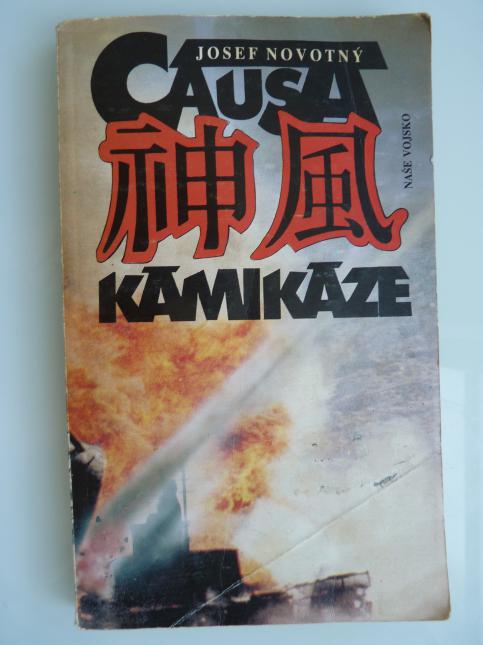 JOSEF NOVOTNÝ
CAUSA
神風
KAMIKAZE
NAŠE VOJSKO